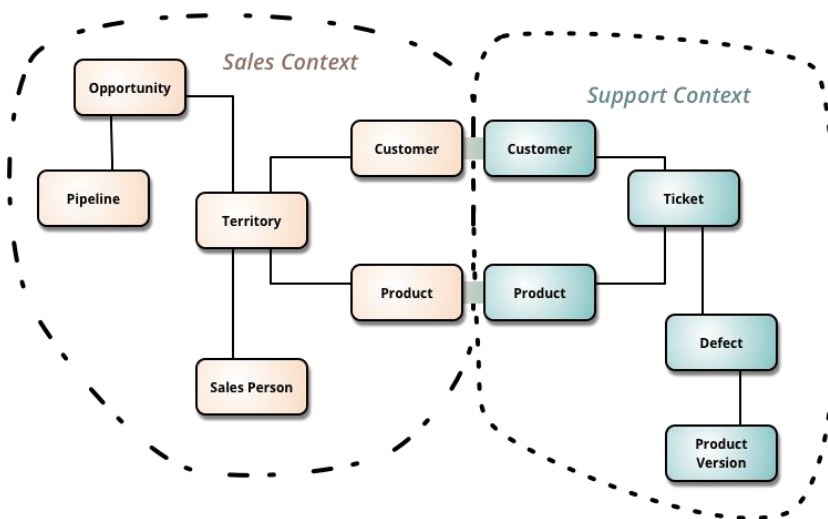 Sales Context
Opportunity
Support Context
Customer
Customer
Pipeline
Ticket
Territory
Product
Product
Defect
Sales Person
Product
Version